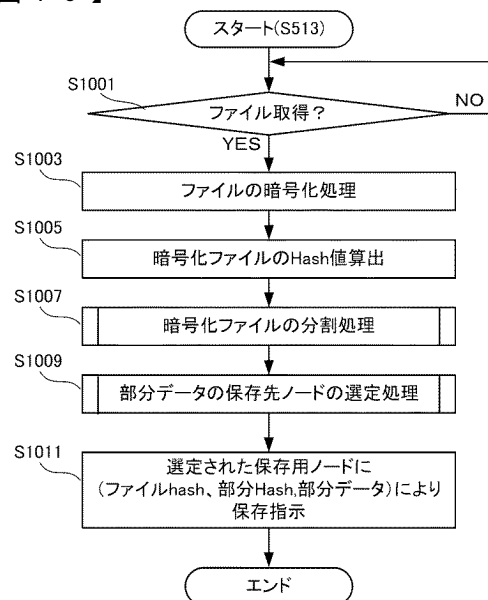 スタート(S513)
S1001
ファイル取得?
NO
YES
S1003
ファイルの暗号化処理
S1005
暗号化ファイルのHash値算出
S1007
暗号化ファイルの分割処理
S1009
部分データの保存先ノードの選定処理
S1011
選定された保存用ノードに
(ファイルhash、部分Hash,部分データ)により
保存指示
エンド